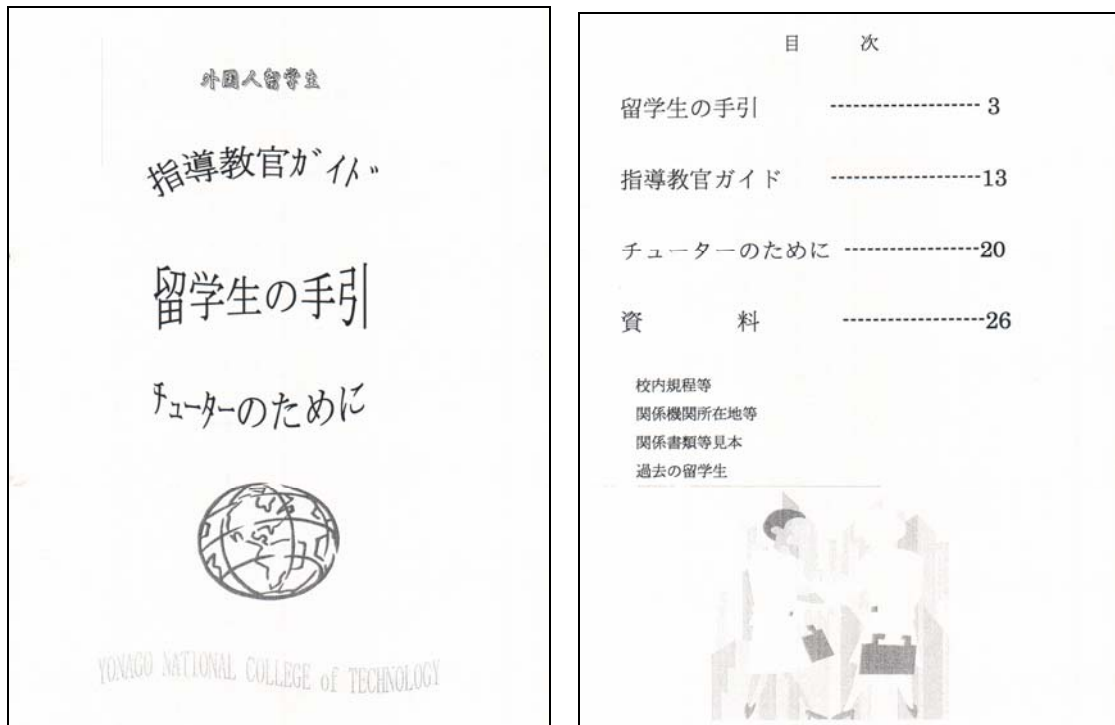 外国人留学生
指導教官ガイド
留学生の手引
チューターのために
YONAGO NATIONAL COLLEGE of TECHNOLOGY
目 次
留学生の手引 ------------------- 3
指導教官ガイド -------------------13
チューターのために -----------------20
資 料 ------------------26
校内規程等
関係機関所在地等
関係書類等見本
過去の留学生